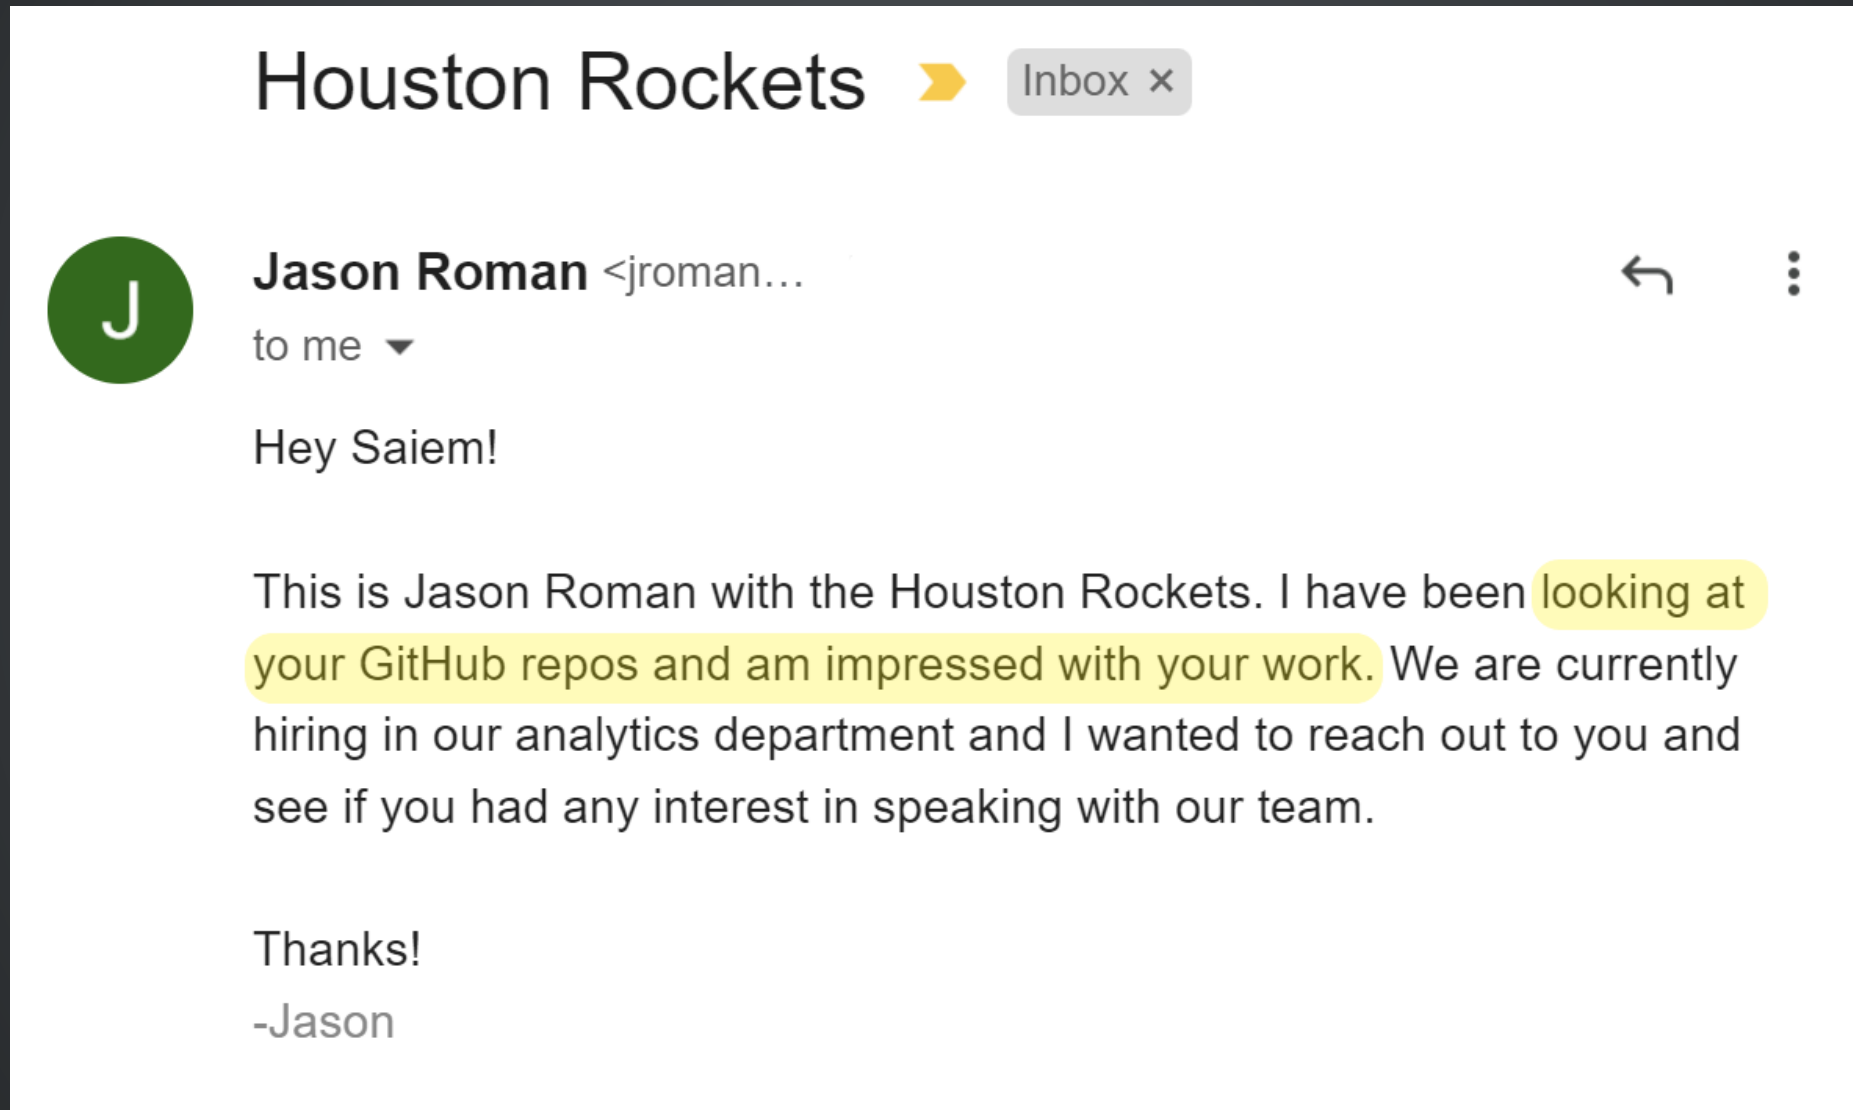 Houston Rockets Inbox ×
J
Jason Roman <jroman...
to me
Hey Saiem!
This is Jason Roman with the Houston Rockets. I have been looking at
your GitHub repos and am impressed with your work. We are currently
hiring in our analytics department and I wanted to reach out to you and
see if you had any interest in speaking with our team.
Thanks!
-Jason